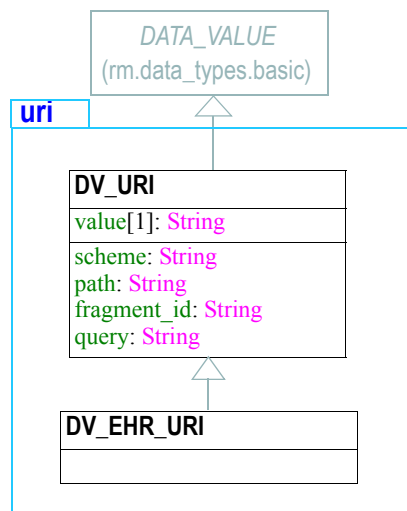 DATA_VALUE
(rm.data_types.basic)
uri
DV_URI
value[1]: String
scheme: String
path: String
fragment_id: String
query: String
DV_EHR_URI